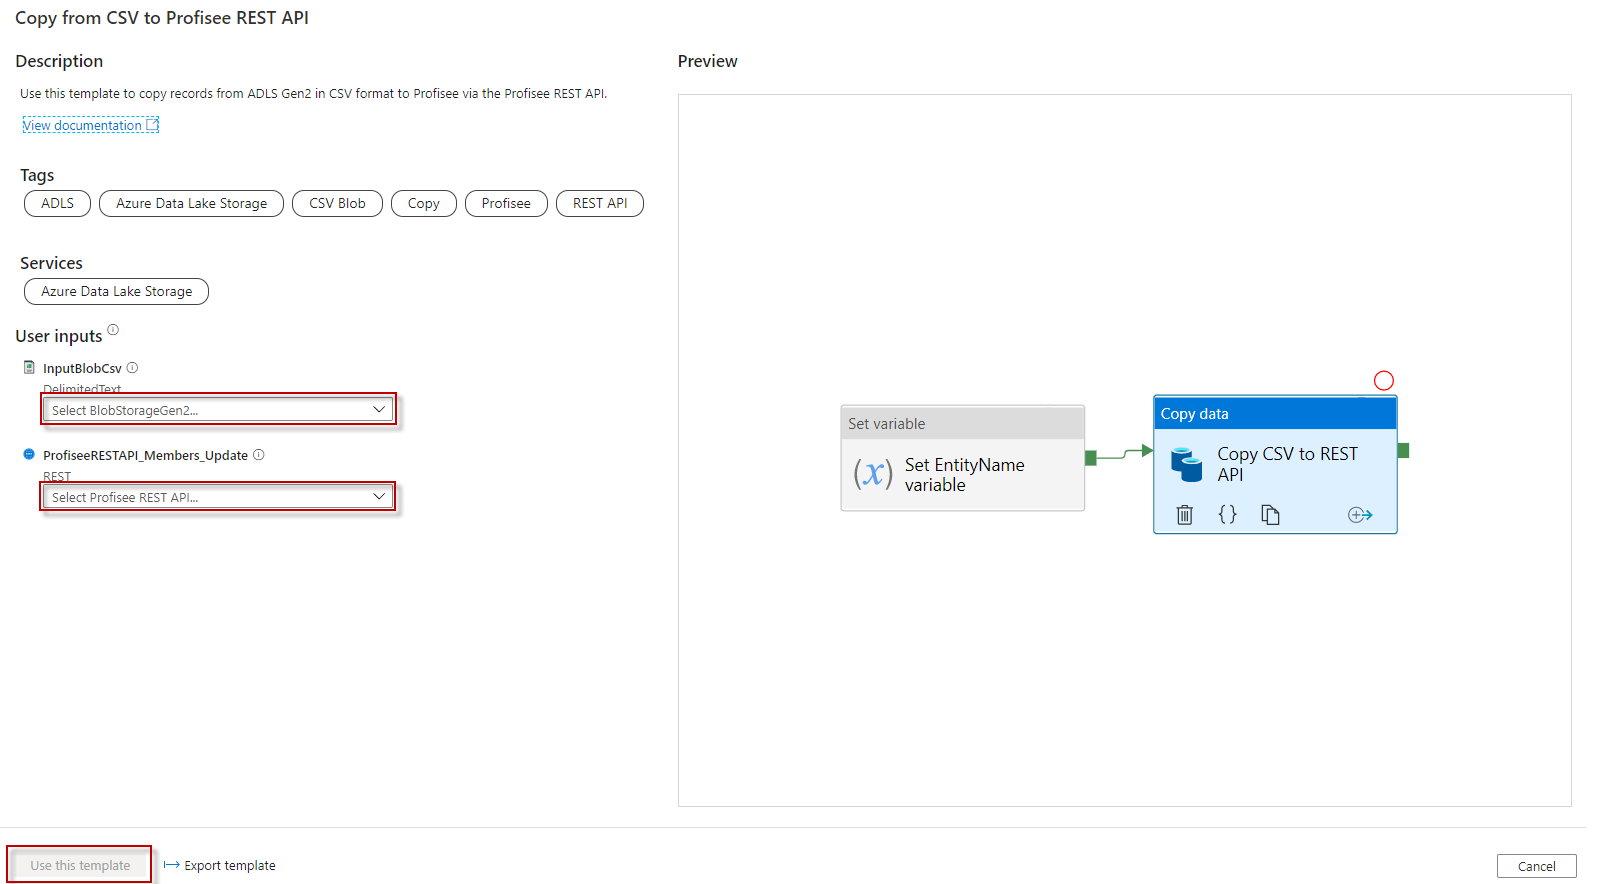 Copy from CSV to Profisee REST API
Description
Use this template to copy records from ADLS Gen2 in CSV format to Profisee via the Profisee REST API.
View documentation
Tags
ADLS
Azure Data Lake Storage
CSV Blob
Copy
Profisee
REST API
Services
Azure Data Lake Storage
User inputs
InputBlobCsv
DelimitedText
Select BlobStorageGen2...
ProfiseeRESTAPI_Members_Update
REST
Select Profisee REST API...
Preview
Set variable
(x)
Set EntityName
variable
Copy data
Copy CSV to REST
API
{}
Use this template
Export template
Cancel